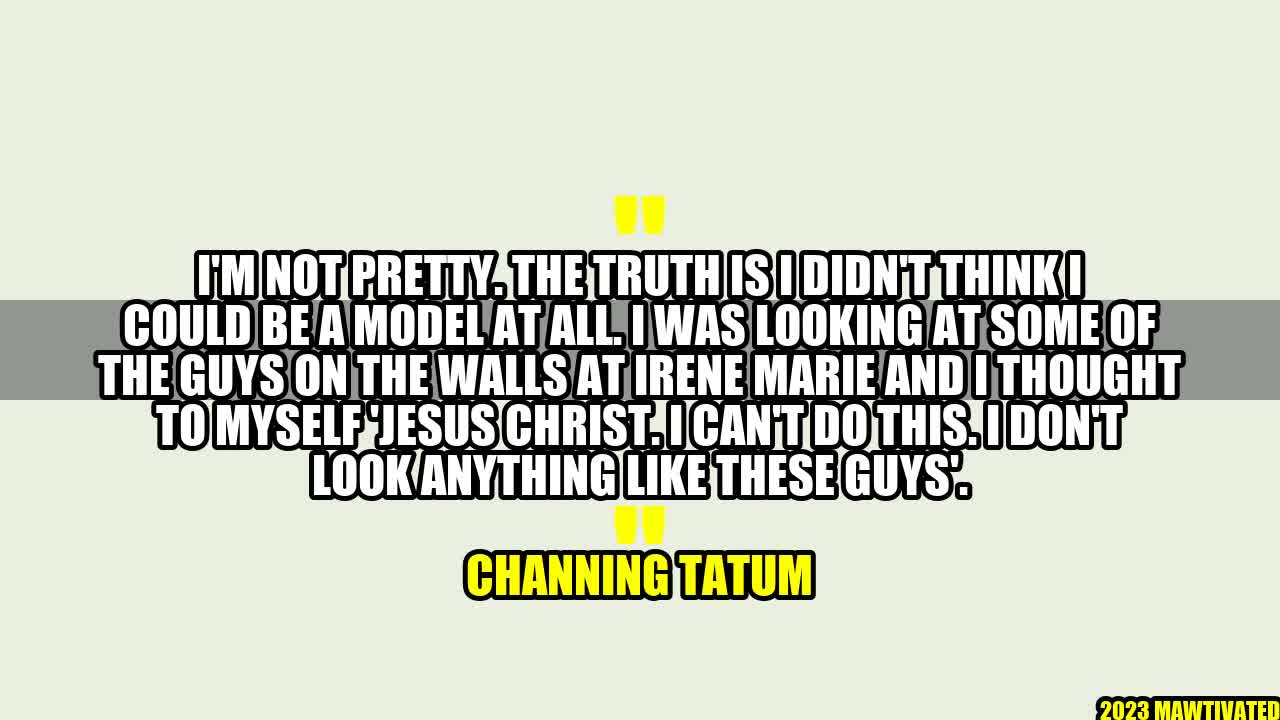 "
I'M NOT PRETTY. THE TRUTH IS I DIDN'T THINK I
COULD BE A MODEL AT ALL. I WAS LOOKING AT SOME OF
THE GUYS ON THE WALLS AT IRENE MARIE AND I THOUGHT
TO MYSELF 'JESUS CHRIST. I CAN'T DO THIS. I DON'T
LOOK ANYTHING LIKE THESE GUYS'.
"
CHANNING TATUM
2023 MAWTIVATED